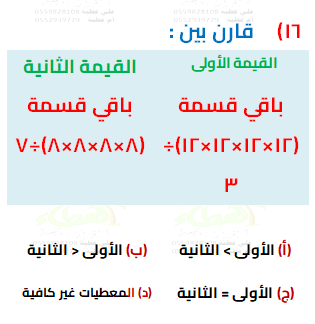 ١٦) قارن بين :
القيمة الأولى
القيمة الثانية
باقي قسمة
باقي قسمة
(١٢×١٢×١٢×١٢)÷
(٨×٨×٨×٨)÷٧
٣
(أ) الأولى > الثانية
(ب) الأولى < الثانية
(ج) الأولى = الثانية
(د) المعطيات غير كافية